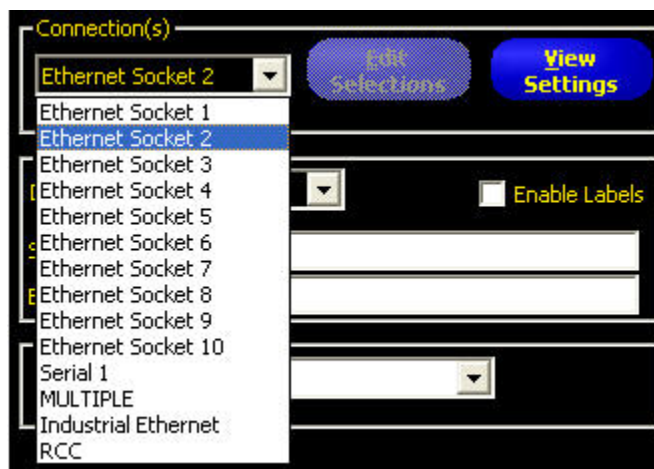 Connection(s)
Ethernet Socket 2
Edit Selections
View Settings
Ethernet Socket 1
Ethernet Socket 2
Ethernet Socket 3
Ethernet Socket 4
Enable Labels
Ethernet Socket 5
Ethernet Socket 6
Ethernet Socket 7
Ethernet Socket 8
Ethernet Socket 9
Ethernet Socket 10
Serial 1
MULTIPLE
Industrial Ethernet
RCC